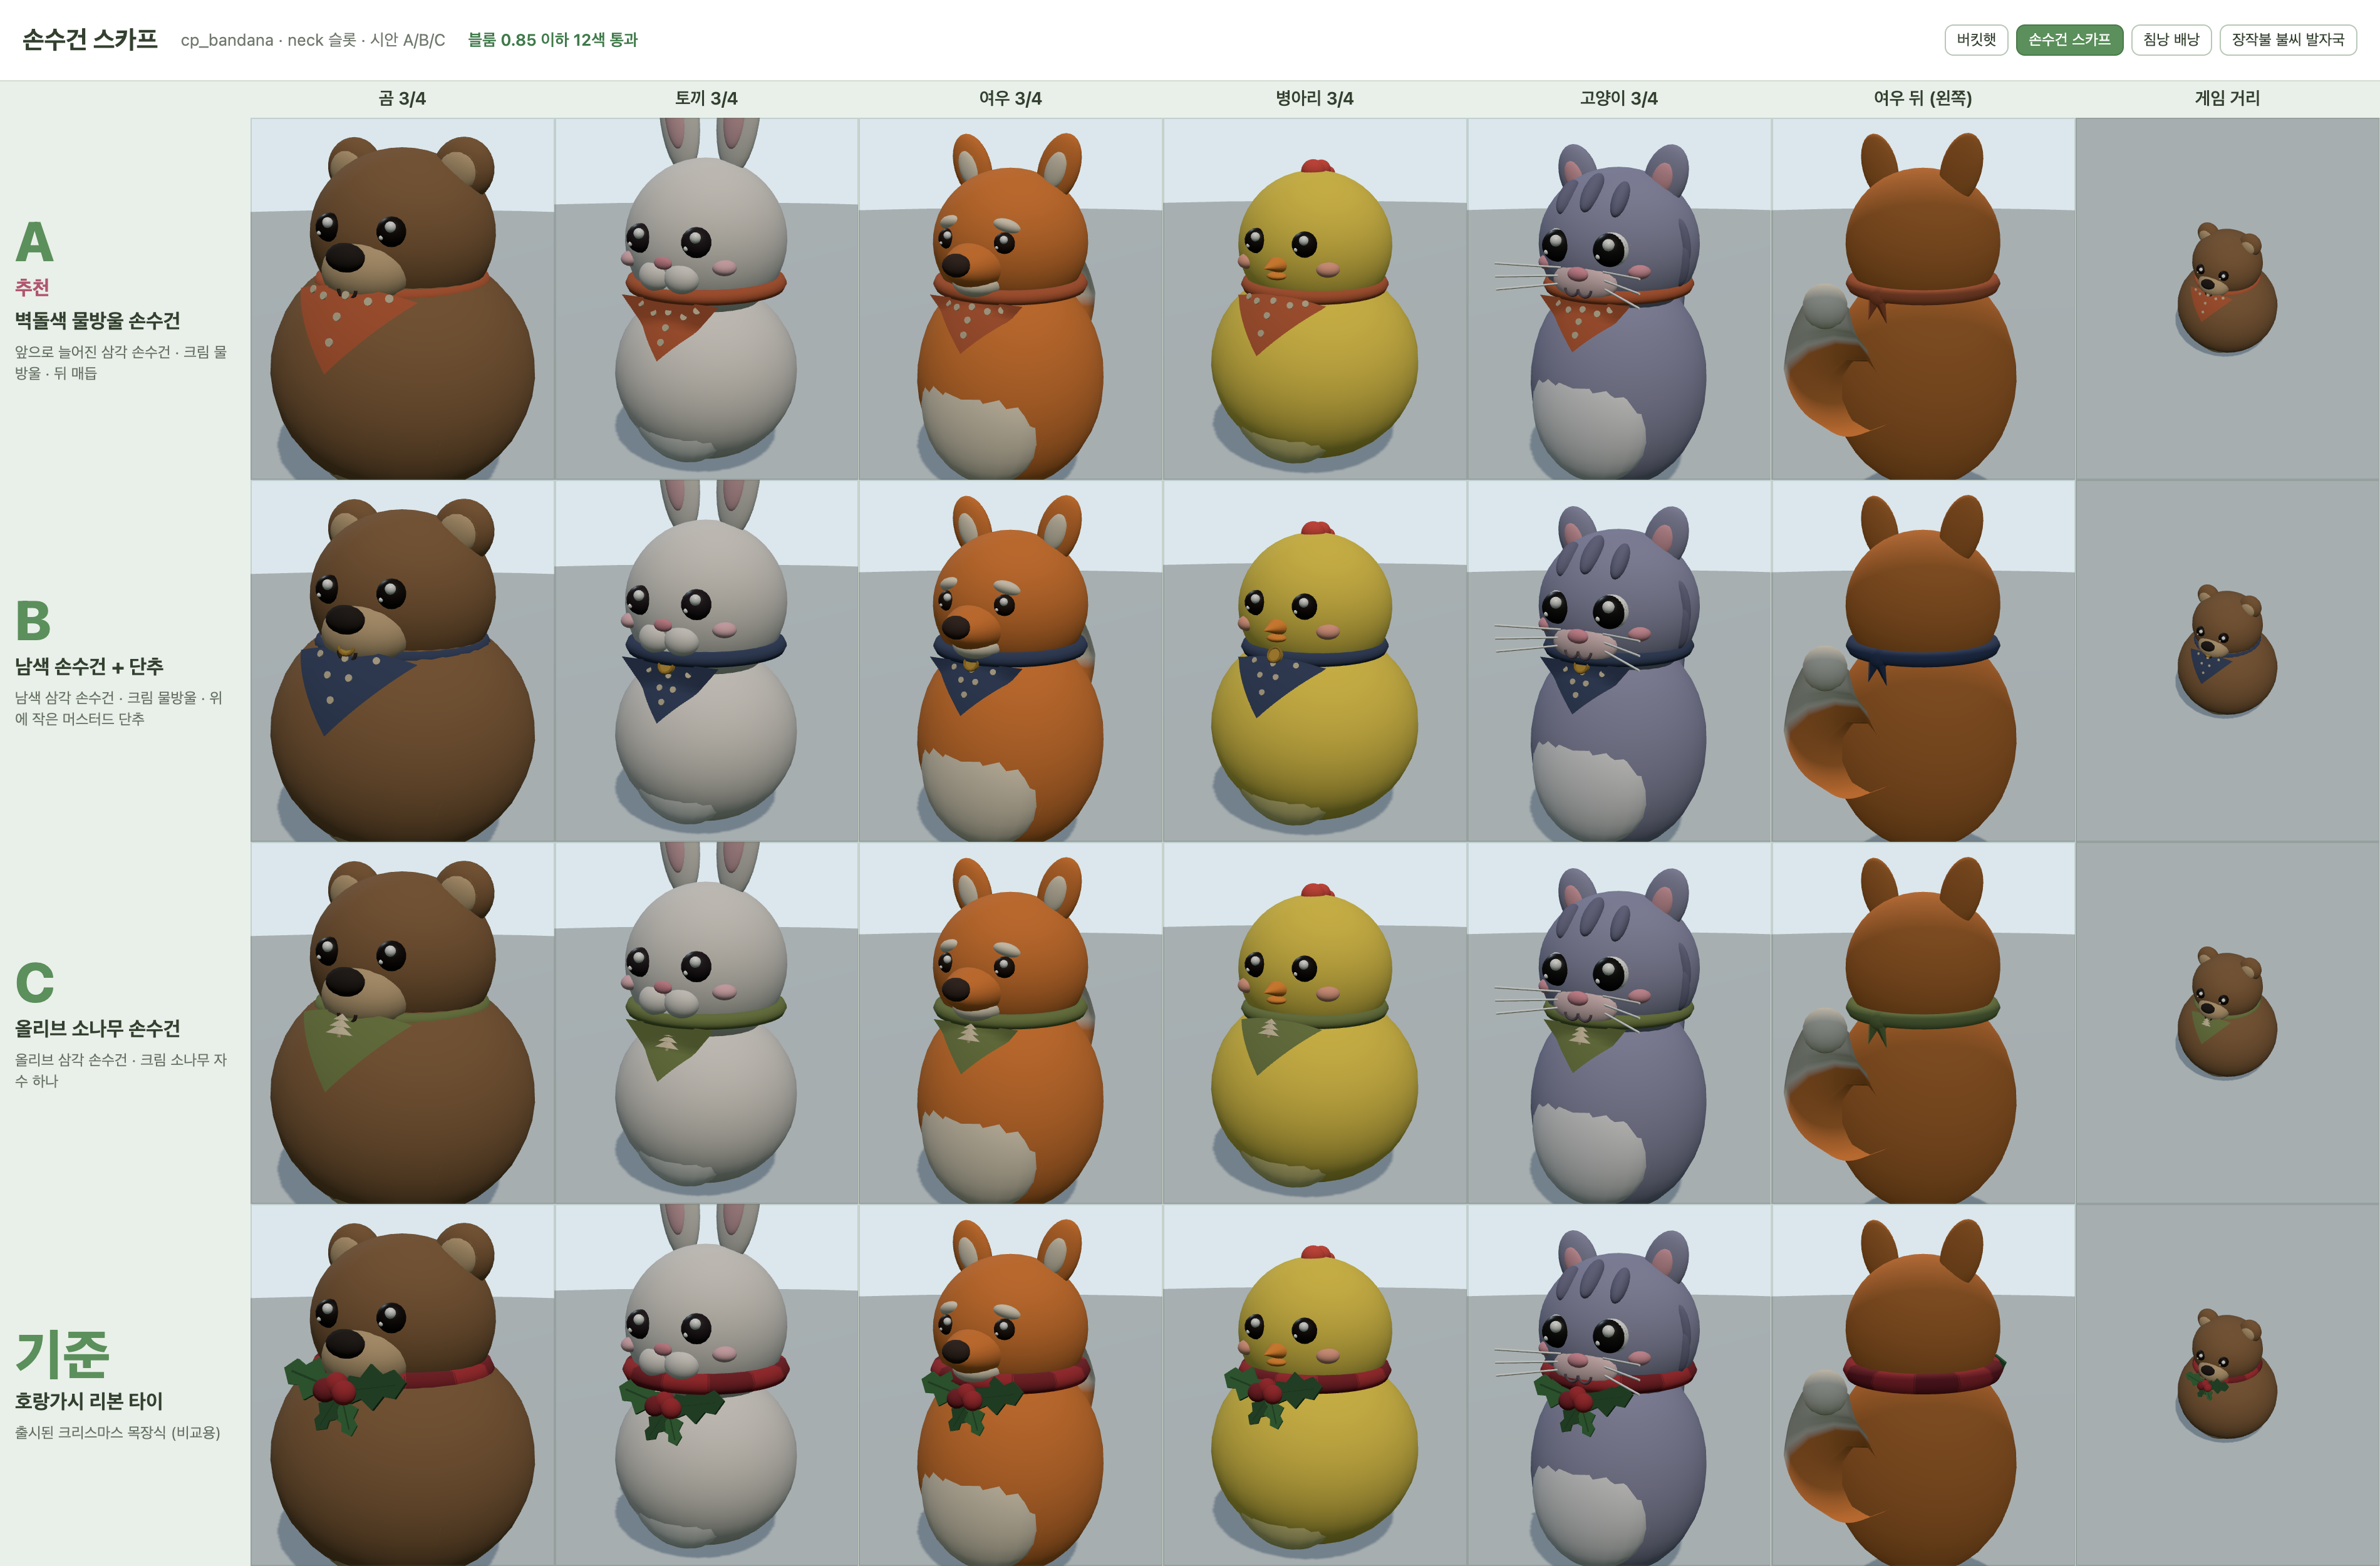 손수건 스카프
cp_bandana · neck 슬롯 · 시안 A/B/C
블룸 0.85 이하 12색 통과
버킷햇
손수건 스카프
침낭 배낭
장작불 불씨 발자국
곰 3/4
토끼 3/4
여우 3/4
병아리 3/4
고양이 3/4
여우 뒤 (왼쪽)
게임 거리
A
추천
벽돌색 물방울 손수건
앞으로 늘어진 삼각 손수건 · 크림 물
방울 · 뒤 매듭
B
남색 손수건 + 단추
남색 삼각 손수건 · 크림 물방울 · 위
에 작은 머스터드 단추
C
올리브 소나무 손수건
올리브 삼각 손수건 · 크림 소나무 자
수 하나
기준
호랑가시 리본 타이
출시된 크리스마스 목장식 (비교용)